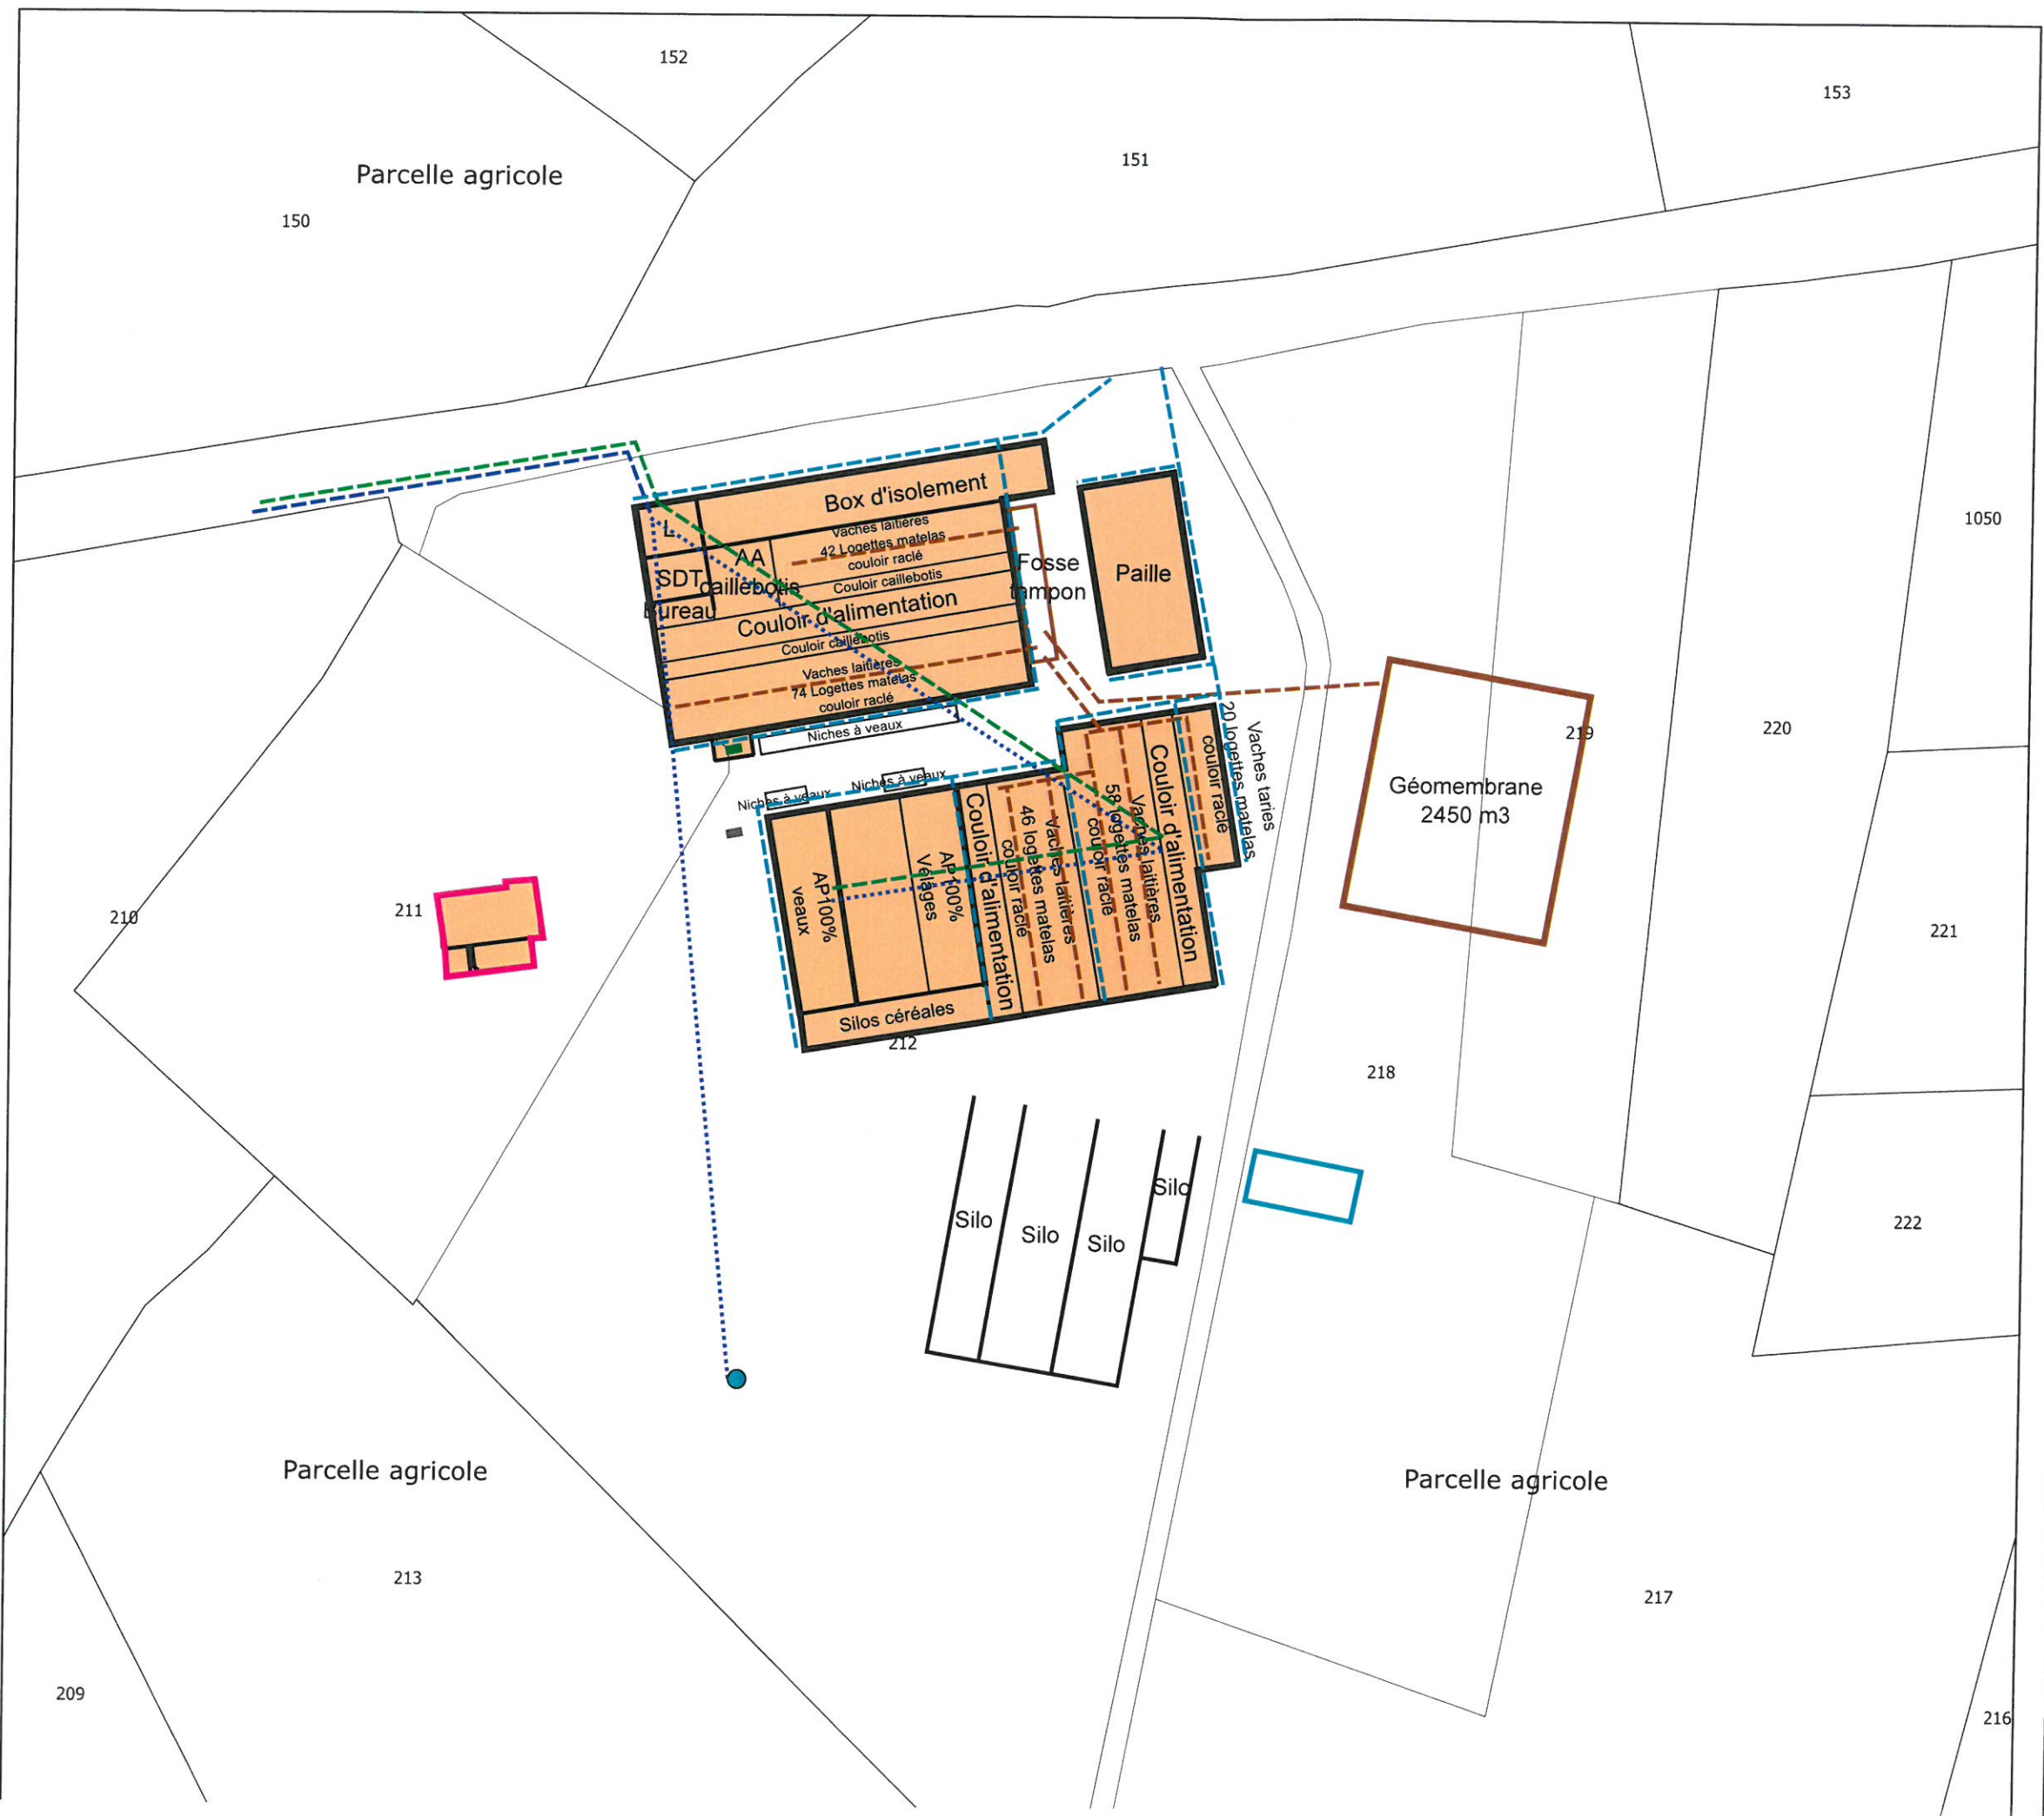 152
153
151
Parcelle agricole
150
1050
Box d'isolement
L
Vaches laitières
42 Logettes matelas
couloir raclé
AA
caillebotis
Couloir caillebotis
SDT
Bureau
Couloir d'alimentation
Couloir caillebotis
Vaches laitières
74 Logettes matelas
couloir raclé
Fosse
tampon
Paille
Niches à veaux
Niches à veaux
Niches à veaux
Vaches taries
20 logettes matelas
couloir raclé
Couloir d'alimentation
Vaches laitières
58 logettes matelas
couloir raclé
Vaches laitières
46 logettes matelas
couloir raclé
Couloir d'alimentation
AP100%
Vêlages
AP100%
veaux
Silos céréales
212
219
220
Géomembrane
2450 m3
210
211
221
218
222
Silo
Silo
Silo
Silo
Parcelle agricole
Parcelle agricole
213
217
209
216